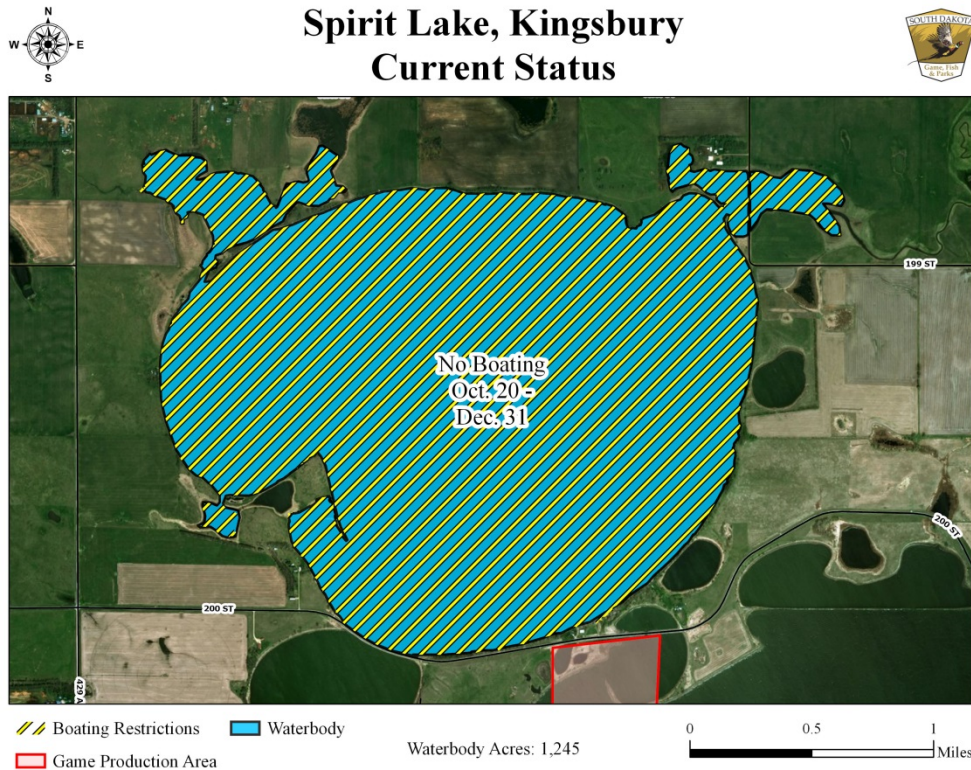 N
W E
S
Spirit Lake, Kingsbury
Current Status
SOUTH DAKOTA
Game, Fish
& Parks
199 ST
No Boating
Oct. 20 -
Dec. 31
200 ST
200 ST
429 A
Boating Restrictions
Waterbody
Game Production Area
Waterbody Acres: 1,245
0 0.5 1
Miles